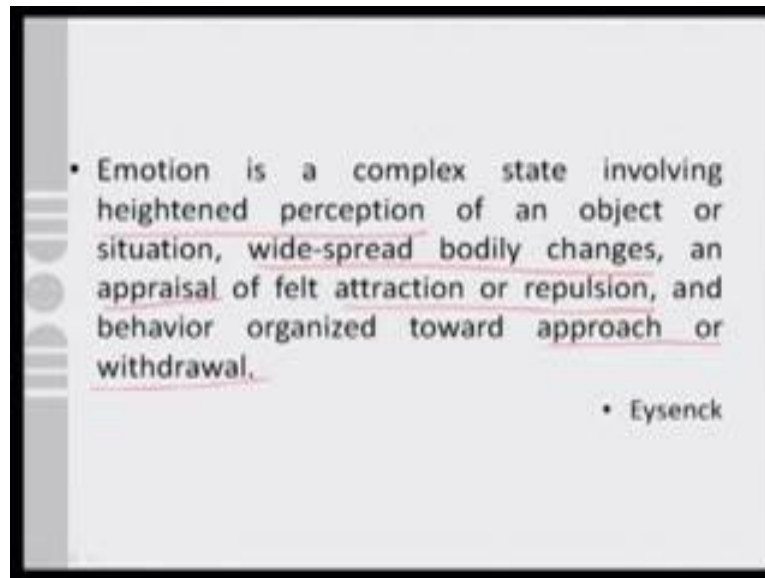 • Emotion is a complex state involving
heightened perception of an object or
situation, wide-spread bodily changes, an
appraisal of felt attraction or repulsion, and
behavior organized toward approach or
withdrawal.
• Eysenck